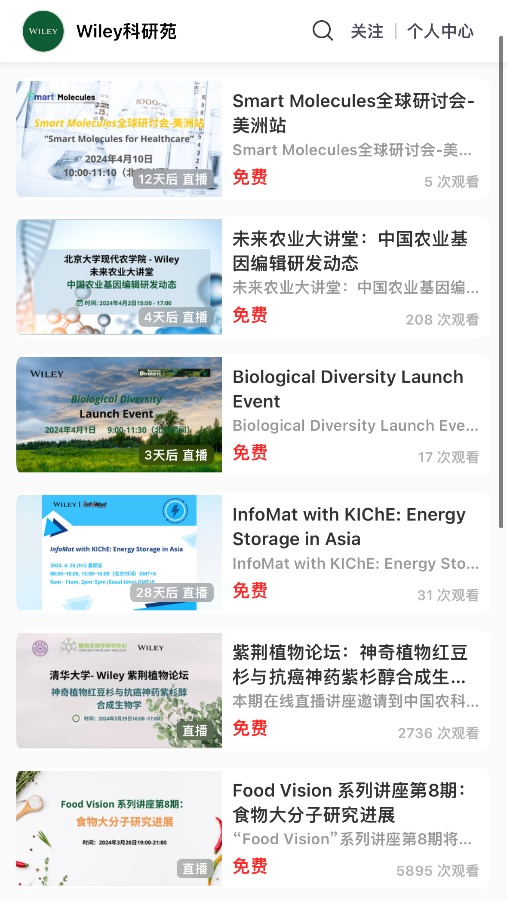 WILEY
Wiley科研苑
关注
个人中心
Smart Molecules
Smart Molecules全球研讨会-美洲站
“Smart Molecules for Healthcare”
2024年4月10日
10:00-11:10（北
12天后 直播
Smart Molecules全球研讨会-
美洲站
Smart Molecules全球研讨会-美...
免费
5 次观看
北京大学现代农学院 - Wiley
未来农业大讲堂
中国农业基因编辑研发动态
时间: 2024年4月2日15:00 - 17:00
4天后 直播
未来农业大讲堂：中国农业基
因编辑研发动态
未来农业大讲堂：中国农业基因编...
免费
208 次观看
WILEY
DIVERSITY
Biological Diversity
Launch Event
2024年4月1日 9:00-11:30（北
3天后 直播
Biological Diversity Launch
Event
Biological Diversity Launch Eve...
免费
17 次观看
WILEY | InfoMat
InfoMat with KIChE: Energy Storage in Asia
2024. 4. 26 (Fri) 星期五
28天后 直播
InfoMat with KIChE: Energy
Storage in Asia
InfoMat with KIChE: Energy Sto...
免费
31 次观看
WILEY
清华大学- Wiley 紫荆植物论坛
神奇植物红豆杉与抗癌神药紫杉醇
合成生物学
时间：2024年3月29日16:00 -17:00
直播
紫荆植物论坛：神奇植物红豆
杉与抗癌神药紫杉醇合成生...
本期在线直播讲座邀请到中国农科...
免费
2736 次观看
Food Vision 系列讲座第8期：
食物大分子研究进展
时间：2024年3月28日19:00-21:00
直播
Food Vision 系列讲座第8期：
食物大分子研究进展
“Food Vision”系列讲座第8期将...
免费
5895 次观看